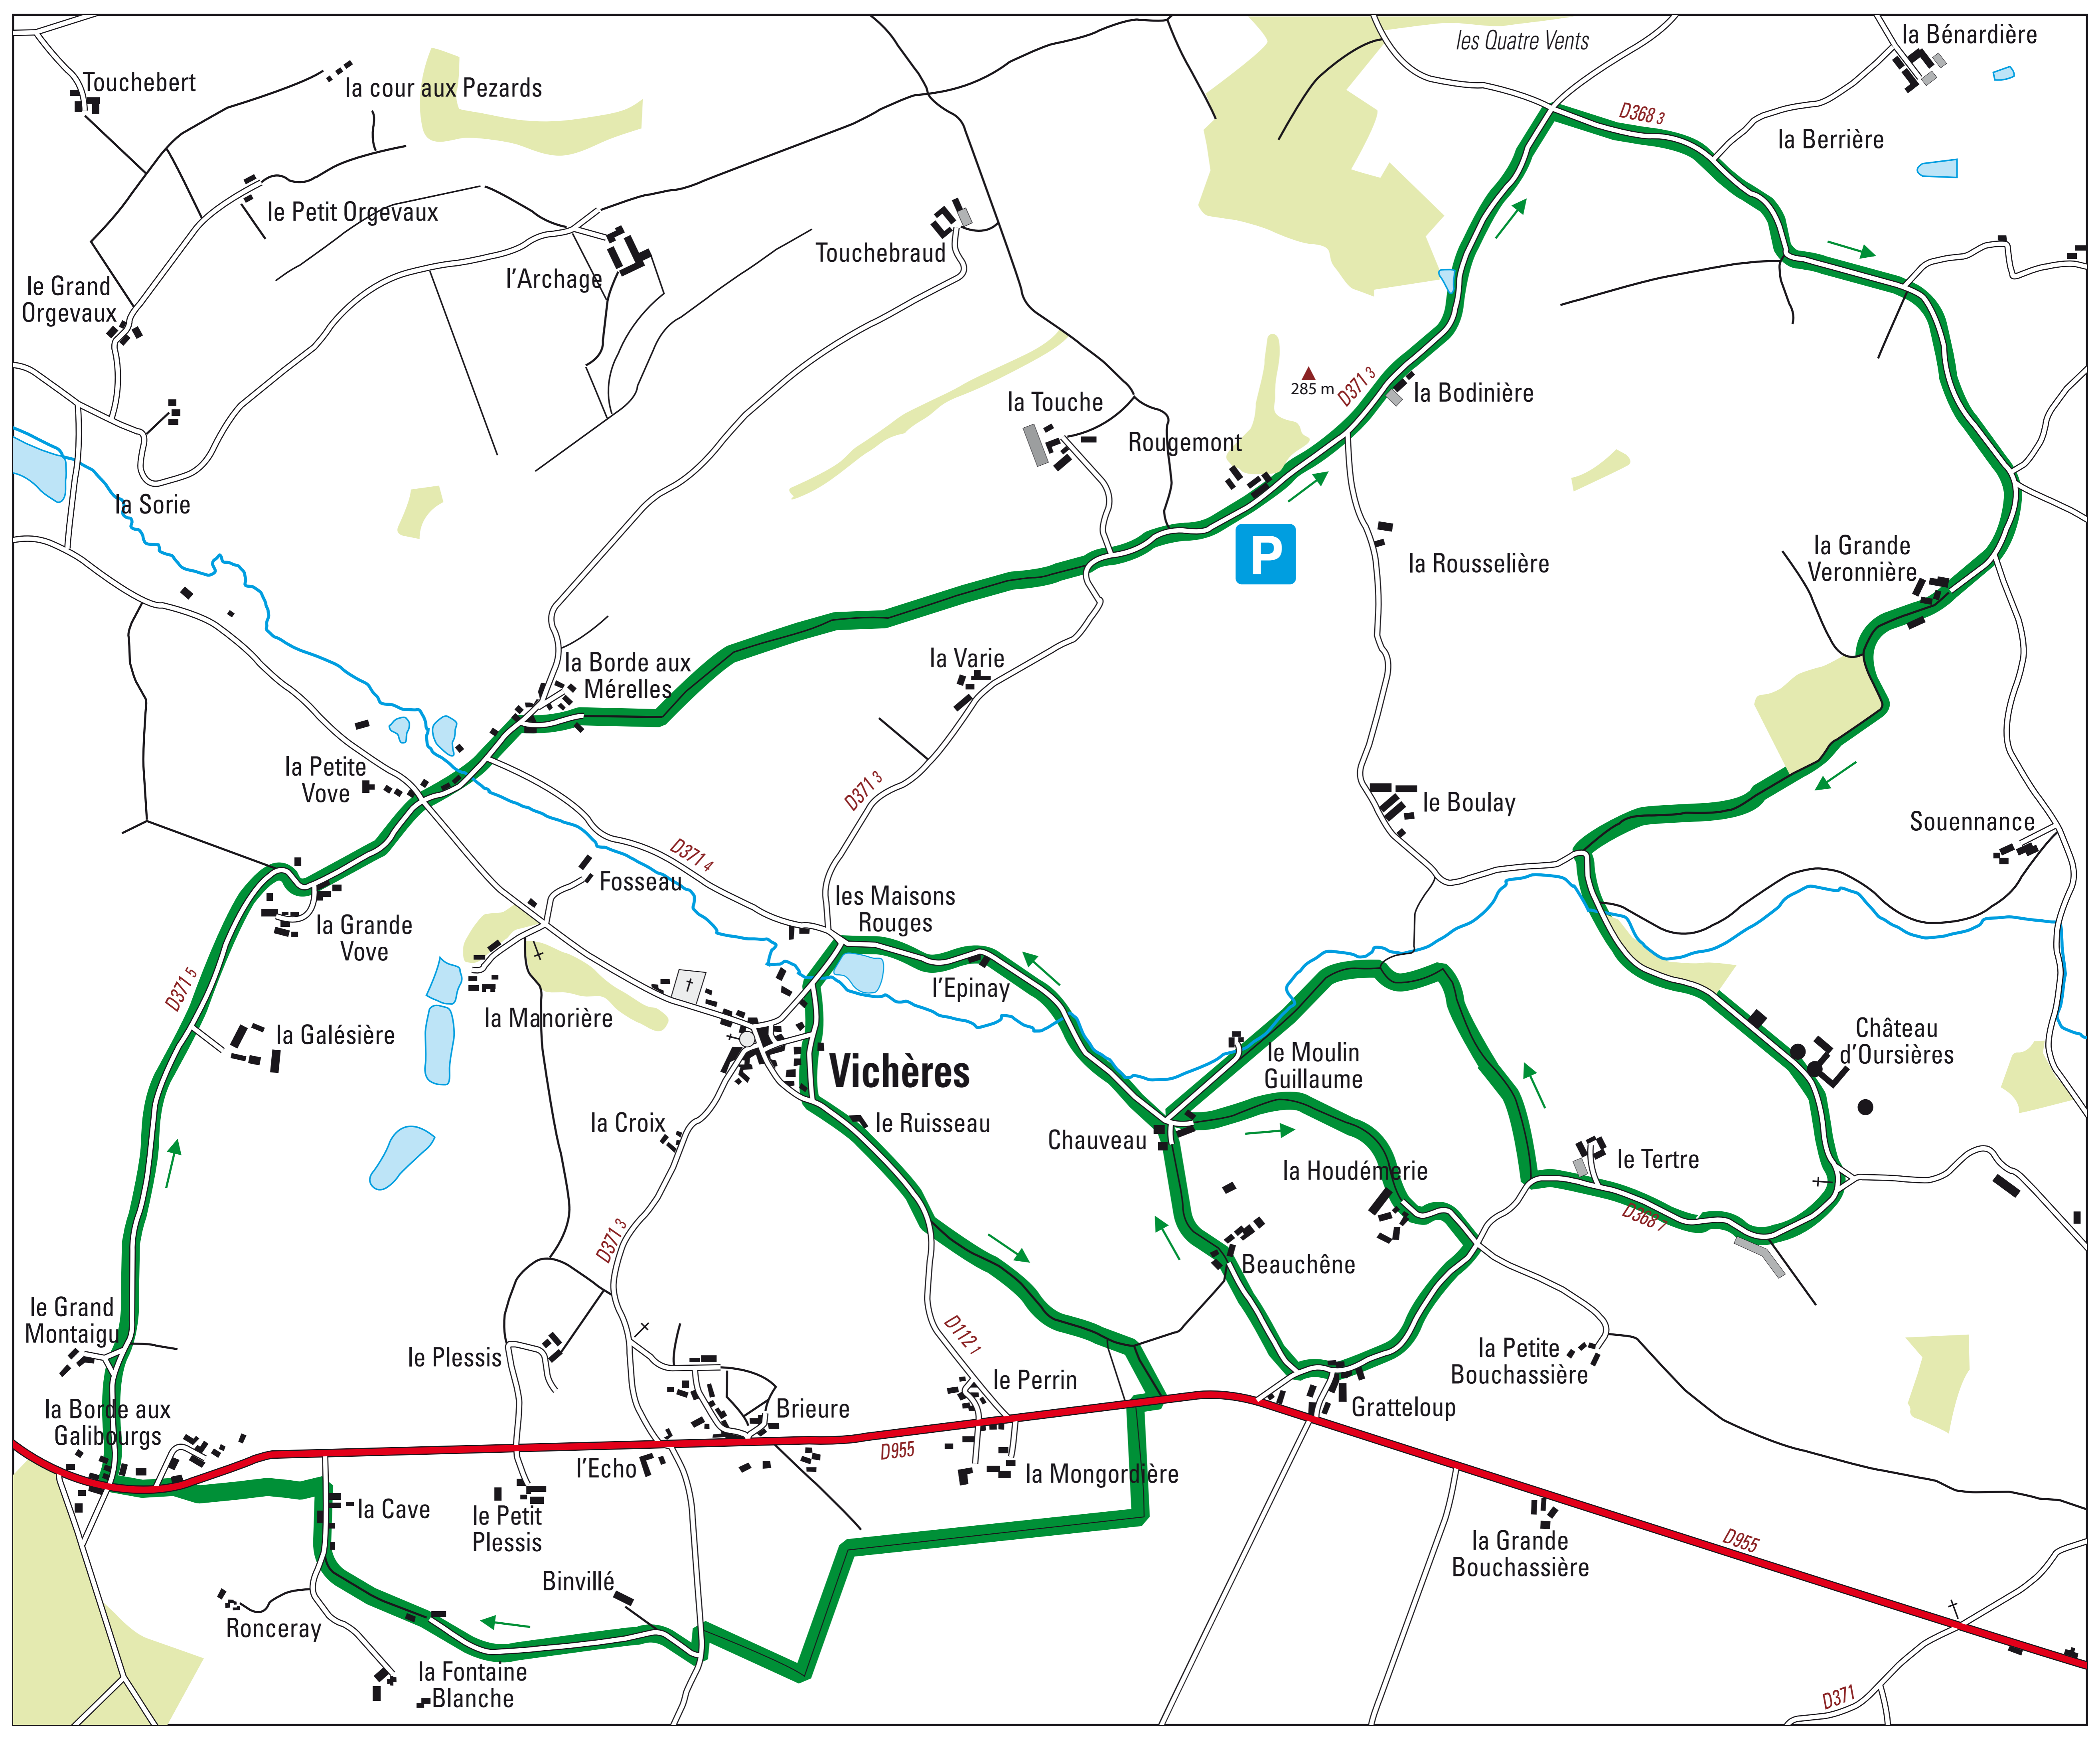 les Quatre Vents
la Bénardière
Touchebert
la cour aux Pezards
D368 3
la Berrière
le Petit Orgevaux
Touchebraud
l'Archage
le Grand
Orgevaux
285 m
D371 3
la Bodinière
la Touche
Rougemont
la Sorie
P
la Rousselière
la Grande
Veronnière
la Borde aux
Mérelles
la Varie
la Petite
Vove
D371 3
le Boulay
Souennance
D371 4
Fosseau
les Maisons
Rouges
la Grande
Vove
D371 5
l'Epinay
la Manorière
la Galésière
Château
d'Oursières
Vichères
le Moulin
Guillaume
la Croix
le Ruisseau
Chauveau
la Houdémerie
le Tertre
D368 7
D371 3
Beauchêne
le Grand
Montaigu
D112 1
le Plessis
la Petite
Bouchassière
le Perrin
Brieure
Gratteloup
la Borde aux
Galibourgs
D955
l'Echo
la Mongordière
la Cave
le Petit
Plessis
la Grande
Bouchassière
D955
Binvillé
Ronceray
la Fontaine
Blanche
D371